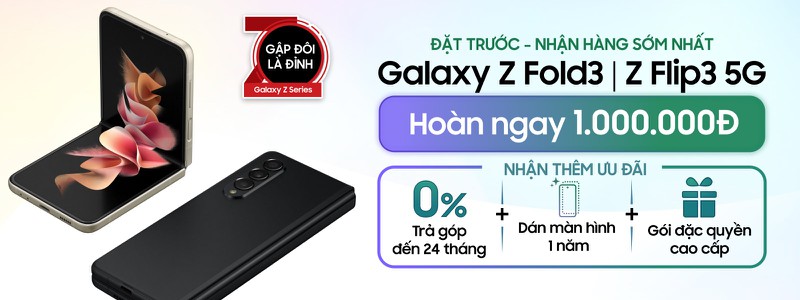 GẬP ĐÔI
LÀ ĐỈNH
Galaxy Z Series
ĐẶT TRƯỚC - NHẬN HÀNG SỚM NHẤT
Galaxy Z Fold3 | Z Flip3 5G
Hoàn ngay 1.000.000Đ
NHẬN THÊM ƯU ĐÃI
0%
Trả góp
đến 24 tháng
+
Dán màn hình
1 năm
+
Gói đặc quyền
cao cấp